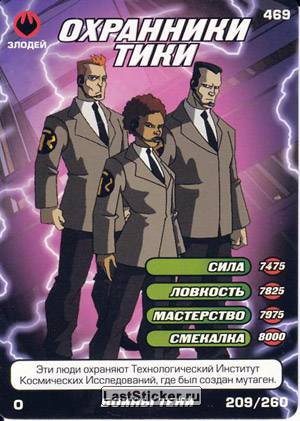 469
ЗЛОДЕЙ
ОХРАННИКИ
ТИКИ
СИЛА 7475
ЛОВКОСТЬ 7825
МАСТЕРСТВО 7975
СМЕКАЛКА 8000
Эти люди охраняют Технологический Институт
Космических Исследований, где был создан мутаген.
0
209/260
LastSticker.ru